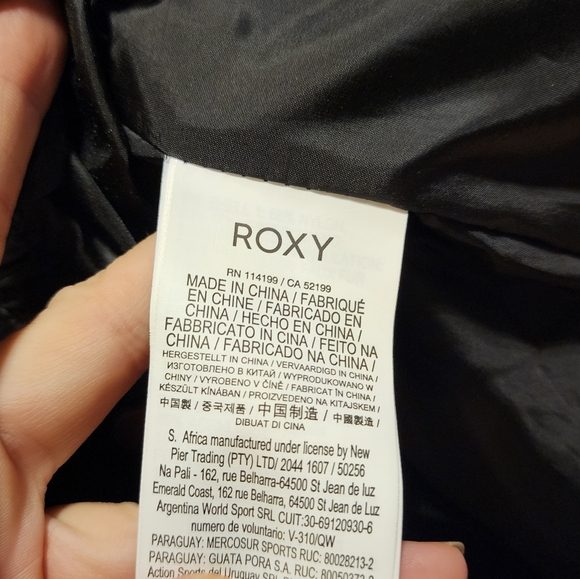 ROXY
RN 114199 / CA 52199
MADE IN CHINA / FABRIQUÉ
EN CHINE / FABRICADO EN
CHINA / HECHO EN CHINA /
FABBRICATO IN CINA / FEITO NA
CHINA / FABRICADO NA CHINA /
HERGESTELLT IN CHINA / VERVAARDIGD IN CHINA /
ИЗГОТОВЛЕНО В КИТАЙ / WYPRODUKOWANO W
CHINY / VYROBENO V ČÍNĚ / FABRICAT ÎN CHINA /
KÉSZÜLT KÍNÁBAN / PROIZVEDENO NA KITAJSKEM /
中国製 / 중국제품 / 中国制造 / 中國製造 /
DIBUAT DI CINA
S. Africa manufactured under license by New
Pier Trading (PTY) LTD/ 2044 1607 / 50256
Na Pali - 162, rue Belharra-64500 St Jean de luz
Emerald Coast, 162 rue Belharra, 64500 St Jean de Luz
Argentina World Sport SRL CUIT:30-69120930-6
numero de voluntario: V-310/QW
PARAGUAY: MERCOSUR SPORTS RUC: 80028213-2
PARAGUAY: GUATA PORA SA RUC:
Action Sports del Uruguay SRL